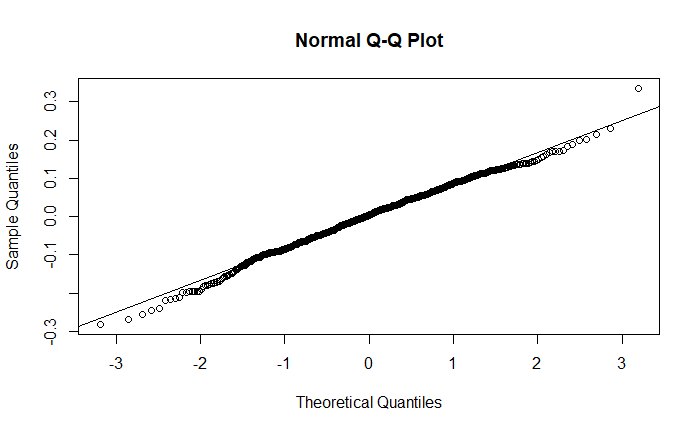 Normal Q-Q Plot
Sample Quantiles
0.3
0.2
0.1
0.0
-0.1
-0.3
-3 -2 -1 0 1 2 3
Theoretical Quantiles